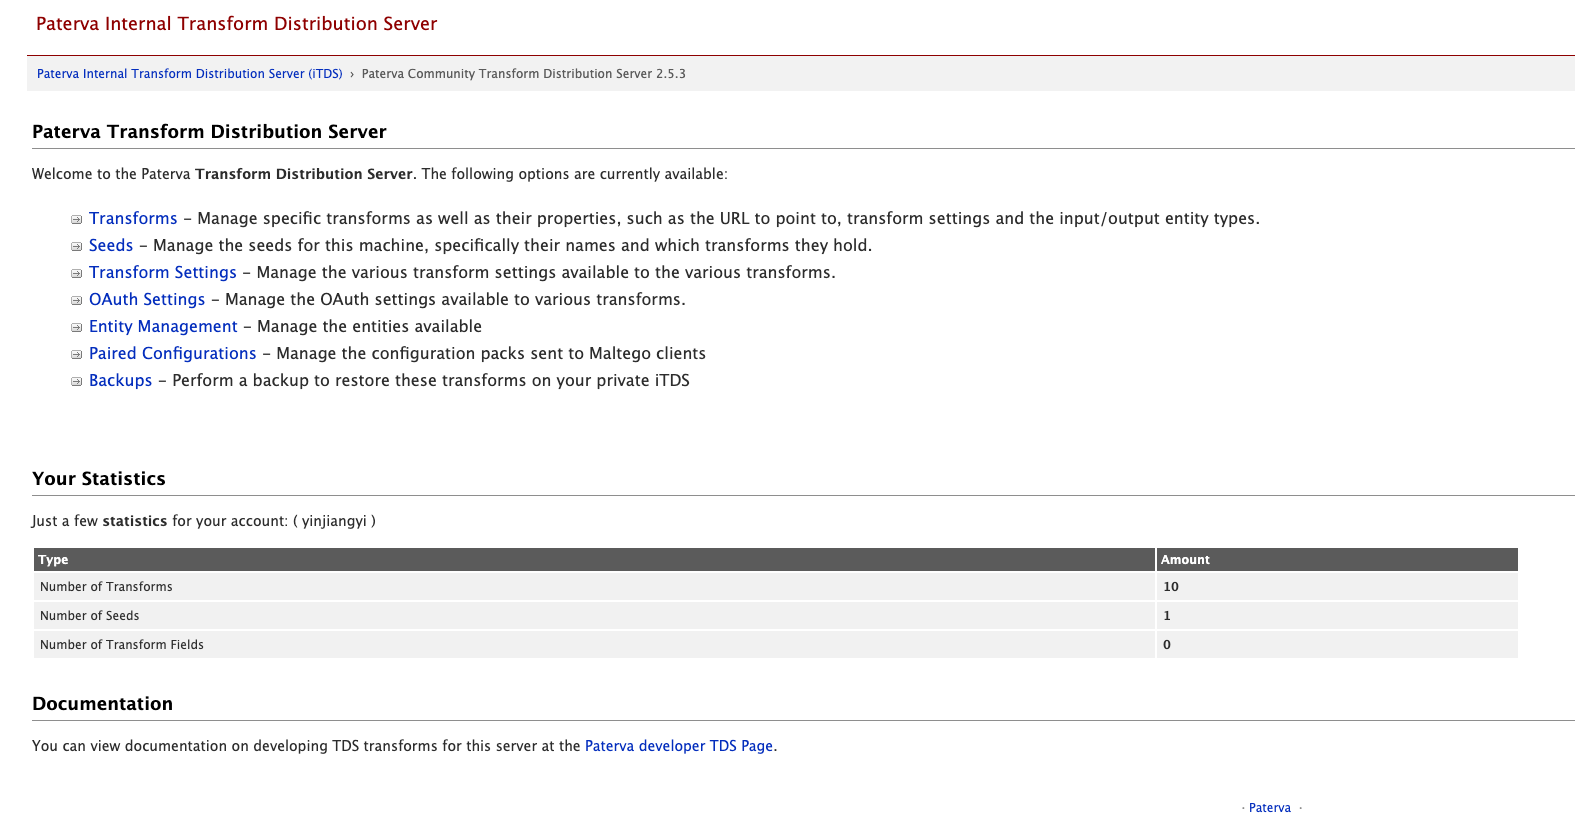 Paterva Internal Transform Distribution Server
Paterva Internal Transform Distribution Server (iTDS) › Paterva Community Transform Distribution Server 2.5.3
Paterva Transform Distribution Server
Welcome to the Paterva Transform Distribution Server. The following options are currently available:
Transforms – Manage specific transforms as well as their properties, such as the URL to point to, transform settings and the input/output entity types.
Seeds – Manage the seeds for this machine, specifically their names and which transforms they hold.
Transform Settings – Manage the various transform settings available to the various transforms.
OAuth Settings – Manage the OAuth settings available to various transforms.
Entity Management – Manage the entities available
Paired Configurations – Manage the configuration packs sent to Maltego clients
Backups – Perform a backup to restore these transforms on your private iTDS
Your Statistics
Just a few statistics for your account: ( yinjiangyi )
Type Amount
Number of Transforms 10
Number of Seeds 1
Number of Transform Fields 0
Documentation
You can view documentation on developing TDS transforms for this server at the Paterva developer TDS Page.
· Paterva ·